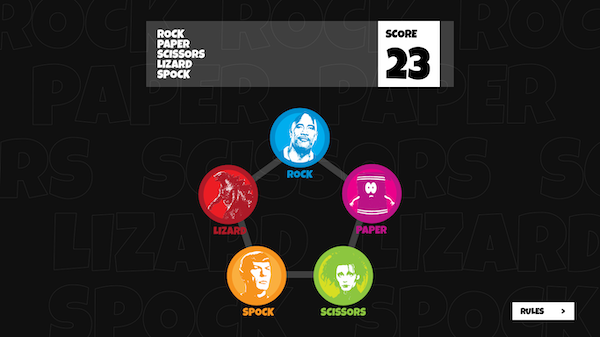 ROCK
PAPER
SCISSORS
LIZARD
SPOCK
SCORE
23
ROCK
LIZARD
PAPER
SPOCK
SCISSORS
RULES >